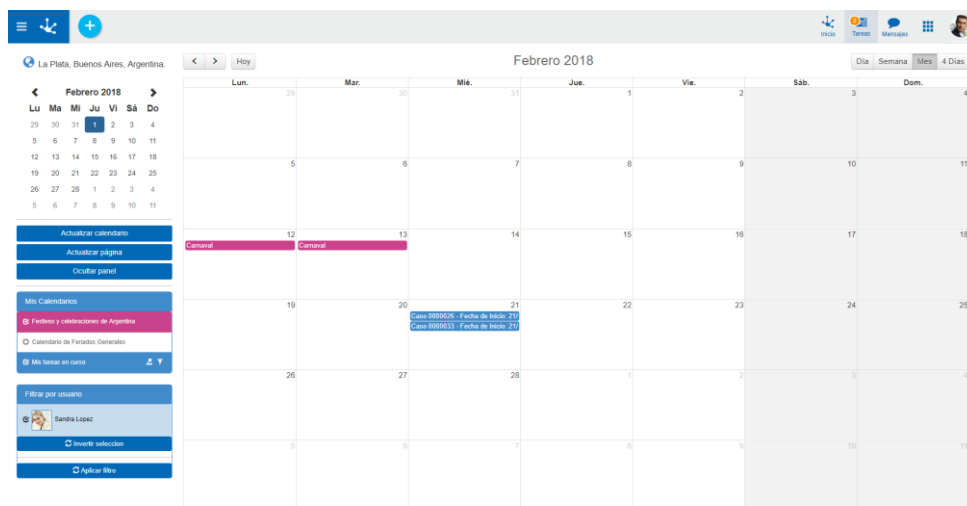 2
Inicio
Tareas
Mensajes
La Plata, Buenos Aires, Argentina
Febrero 2018
Lu Ma Mi Ju Vi Sá Do
29 30 31 1 2 3 4
5 6 7 8 9 10 11
12 13 14 15 16 17 18
19 20 21 22 23 24 25
26 27 28 1 2 3 4
5 6 7 8 9 10 11
Actualizar calendario
Actualizar página
Ocultar panel
Mis Calendarios
Festivos y celebraciones de Argentina
Calendario de Feriados Generales
Mis tareas en curso
Filtrar por usuario
Sandra Lopez
Invertir seleccion
Aplicar filtro
Hoy
Febrero 2018
Día Semana Mes 4 Días
Lun. Mar. Mié. Jue. Vie. Sáb. Dom.
29 30 31 1 2 3 4
5 6 7 8 9 10 11
12 13 14 15 16 17 18
Carnaval Carnaval
19 20 21 22 23 24 25
Caso 0000026 - Fecha de Inicio: 21/
Caso 0000033 - Fecha de Inicio: 21/
26 27 28 1 2 3 4
5 6 7 8 9 10 11